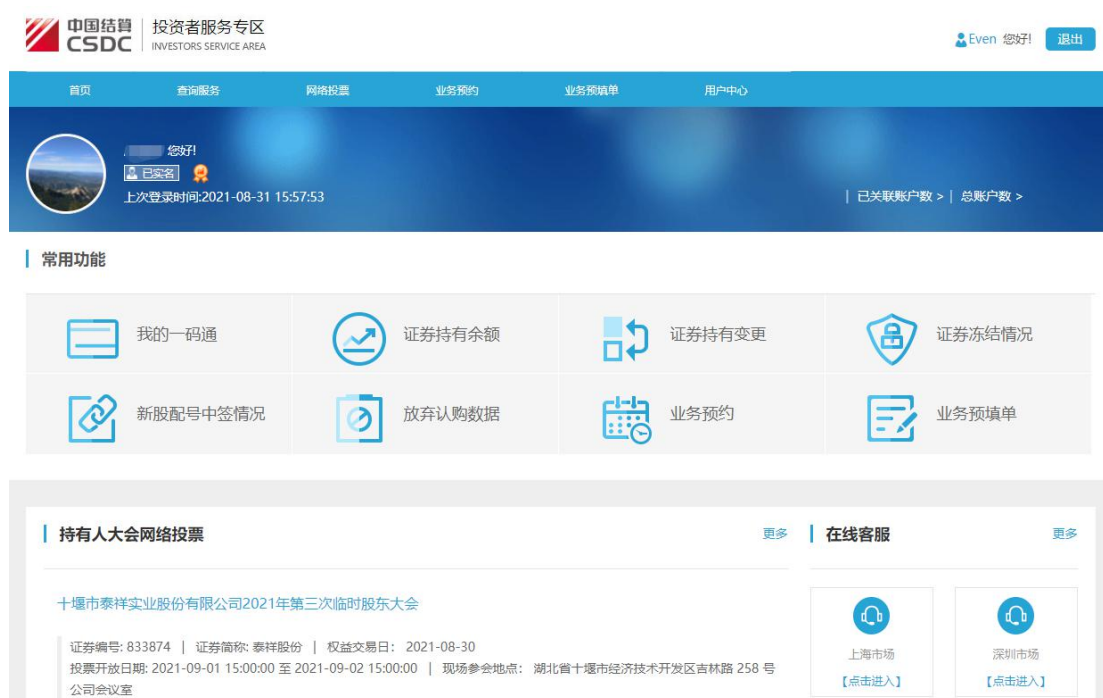 中国结算
CSDC
投资者服务专区
INVESTORS SERVICE AREA
Even 您好! 退出
首页 查询服务 网络投票 业务预约 业务预填单 用户中心
您好!
已实名
上次登录时间:2021-08-31 15:57:53
| 已关联账户数 > | 总账户数 >
常用功能
我的一码通 证券持有余额 证券持有变更 证券冻结情况
新股配号中签情况 放弃认购数据 业务预约 业务预填单
持有人大会网络投票 更多
十堰市泰祥实业股份有限公司2021年第三次临时股东大会
证券编号: 833874 | 证券简称: 泰祥股份 | 权益交易日: 2021-08-30
投票开放日期: 2021-09-01 15:00:00 至 2021-09-02 15:00:00 | 现场参会地点: 湖北省十堰市经济技术开发区吉林路 258 号
公司会议室
在线客服 更多
上海市场
【点击进入】
深圳市场
【点击进入】